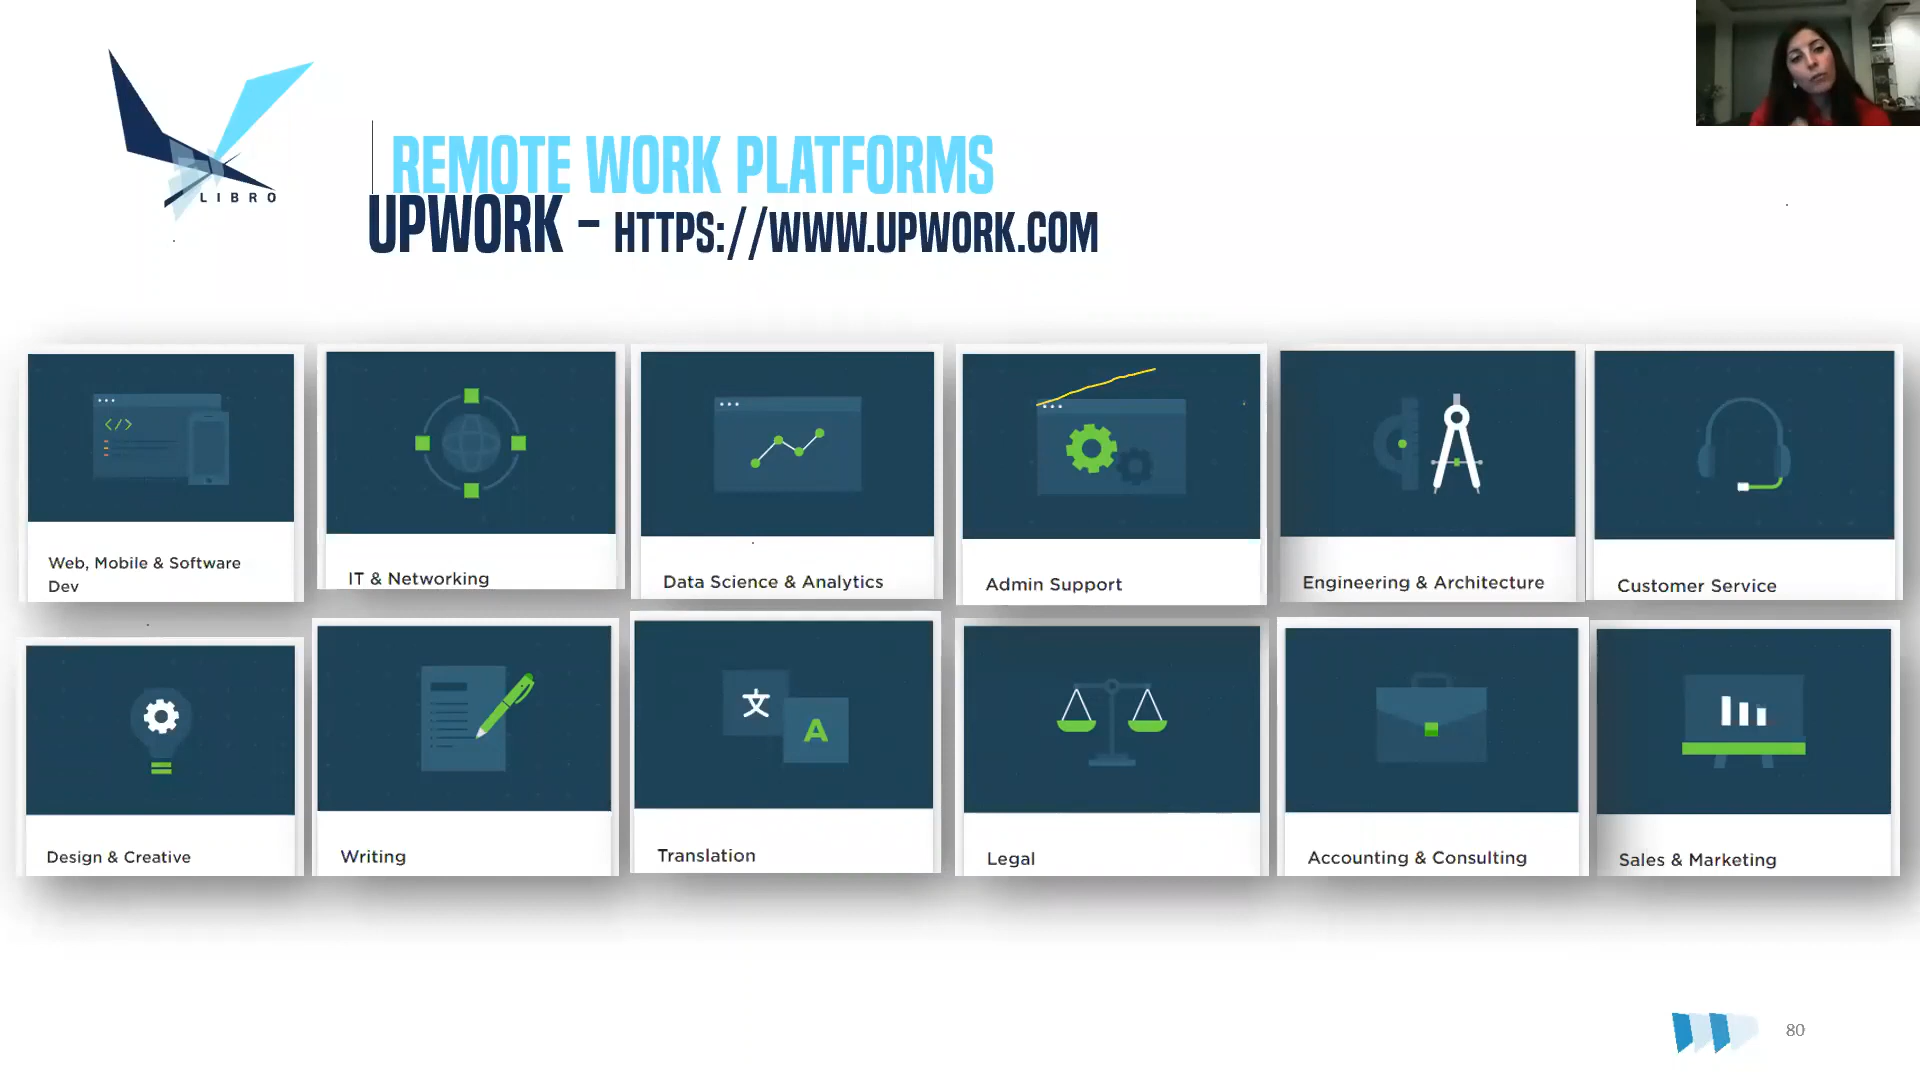 LIBRO
REMOTE WORK PLATFORMS
UPWORK – HTTPS://WWW.UPWORK.COM
</>
Web, Mobile & Software
Dev
IT & Networking
Data Science & Analytics
Admin Support
Engineering & Architecture
Customer Service
文
A
Design & Creative
Writing
Translation
Legal
Accounting & Consulting
Sales & Marketing
80